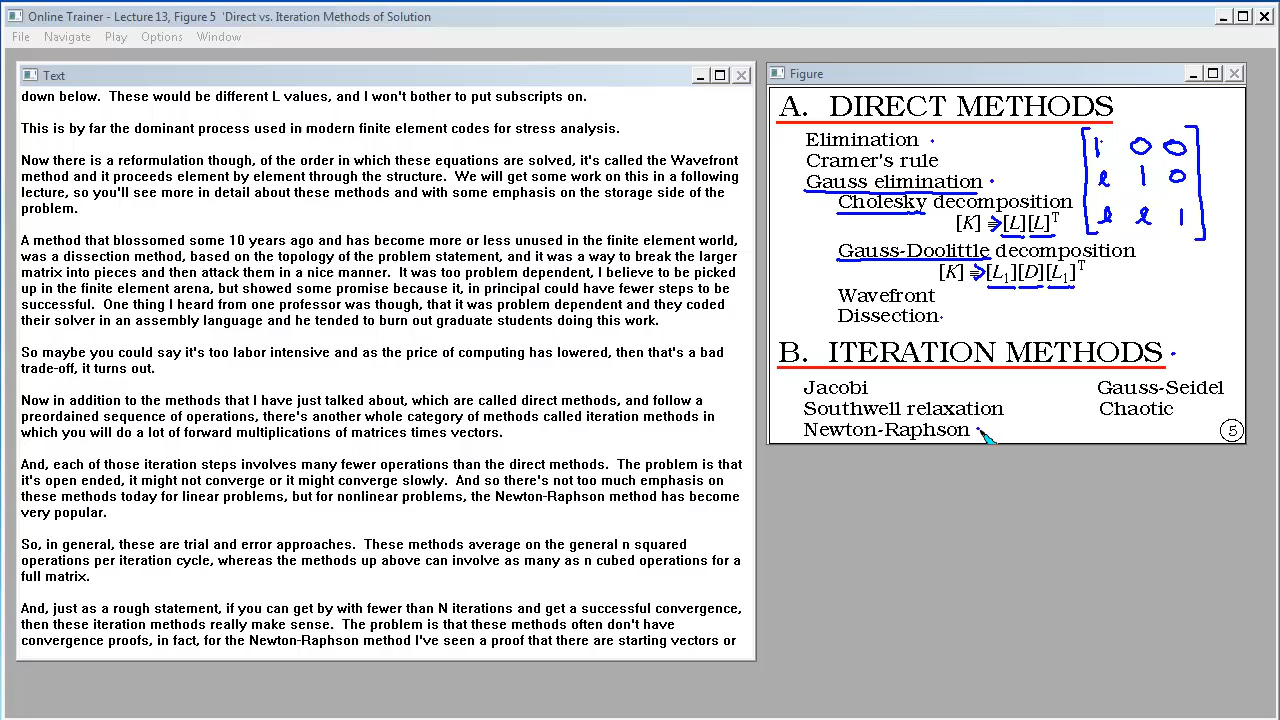 Online Trainer - Lecture 13, Figure 5 'Direct vs. Iteration Methods of Solution
File Navigate Play Options Window
Text
down below. These would be different L values, and I won't bother to put subscripts on.
This is by far the dominant process used in modern finite element codes for stress analysis.
Now there is a reformulation though, of the order in which these equations are solved, it's called the Wavefront
method and it proceeds element by element through the structure. We will get some work on this in a following
lecture, so you'll see more in detail about these methods and with some emphasis on the storage side of the
problem.
A method that blossomed some 10 years ago and has become more or less unused in the finite element world,
was a dissection method, based on the topology of the problem statement, and it was a way to break the larger
matrix into pieces and then attack them in a nice manner. It was too problem dependent, I believe to be picked
up in the finite element arena, but showed some promise because it, in principal could have fewer steps to be
successful. One thing I heard from one professor was though, that it was problem dependent and they coded
their solver in an assembly language and he tended to burn out graduate students doing this work.
So maybe you could say it's too labor intensive and as the price of computing has lowered, then that's a bad
trade-off, it turns out.
Now in addition to the methods that I have just talked about, which are called direct methods, and follow a
preordained sequence of operations, there's another whole category of methods called iteration methods in
which you will do a lot of forward multiplications of matrices times vectors.
And, each of those iteration steps involves many fewer operations than the direct methods. The problem is that
it's open ended, it might not converge or it might converge slowly. And so there's not too much emphasis on
these methods today for linear problems, but for nonlinear problems, the Newton-Raphson method has become
very popular.
So, in general, these are trial and error approaches. These methods average on the general n squared
operations per iteration cycle, whereas the methods up above can involve as many as n cubed operations for a
full matrix.
And, just as a rough statement, if you can get by with fewer than N iterations and get a successful convergence,
then these iteration methods really make sense. The problem is that these methods often don't have
convergence proofs, in fact, for the Newton-Raphson method I've seen a proof that there are starting vectors or
Figure
A. DIRECT METHODS
Elimination
Cramer's rule
Gauss elimination
Cholesky decomposition
[K] ⇒ [L][L]ᵀ
Gauss-Doolittle decomposition
[K] ⇒ [L₁][D][L₁]ᵀ
Wavefront
Dissection
1 0 0
l 1 0
l l 1
B. ITERATION METHODS
Jacobi Gauss-Seidel
Southwell relaxation Chaotic
Newton-Raphson
5